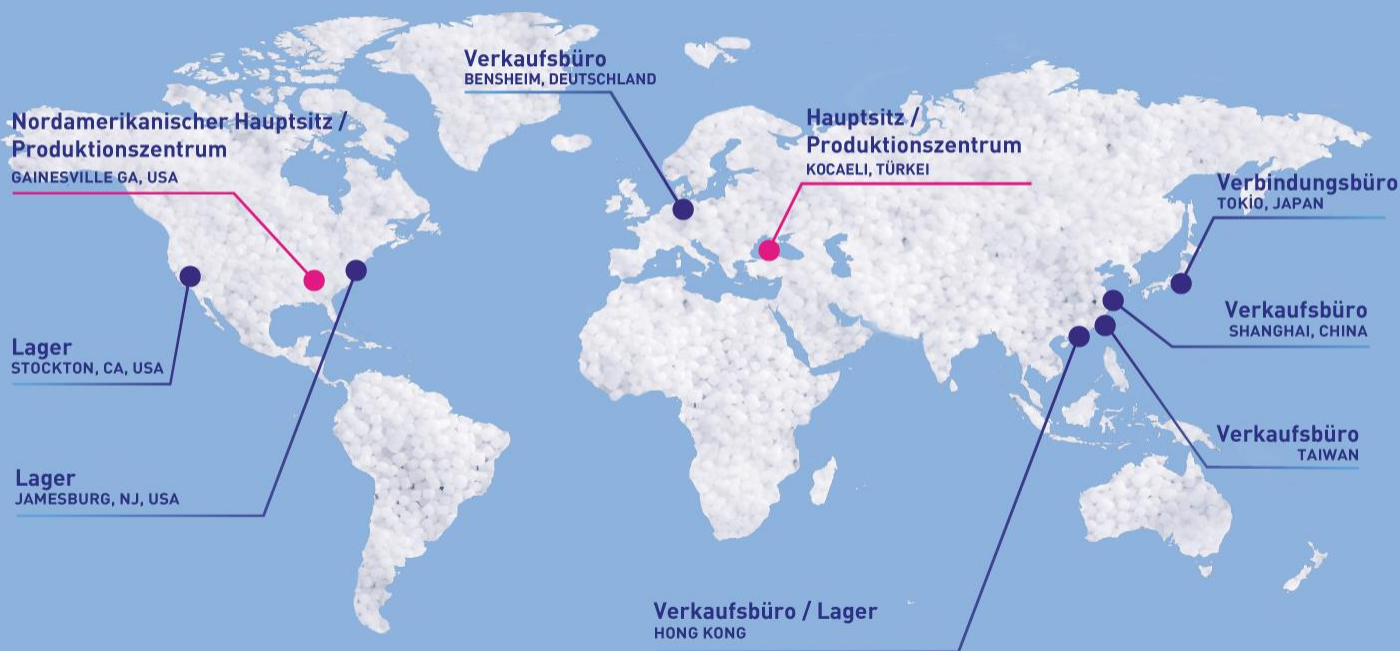 Verkaufsbüro
BENSHEIM, DEUTSCHLAND
Nordamerikanischer Hauptsitz /
Produktionszentrum
GAINESVILLE GA, USA
Hauptsitz /
Produktionszentrum
KOCAELI, TÜRKEI
Verbindungsbüro
TOKİO, JAPAN
Verkaufsbüro
SHANGHAI, CHINA
Lager
STOCKTON, CA, USA
Verkaufsbüro
TAIWAN
Lager
JAMESBURG, NJ, USA
Verkaufsbüro / Lager
HONG KONG